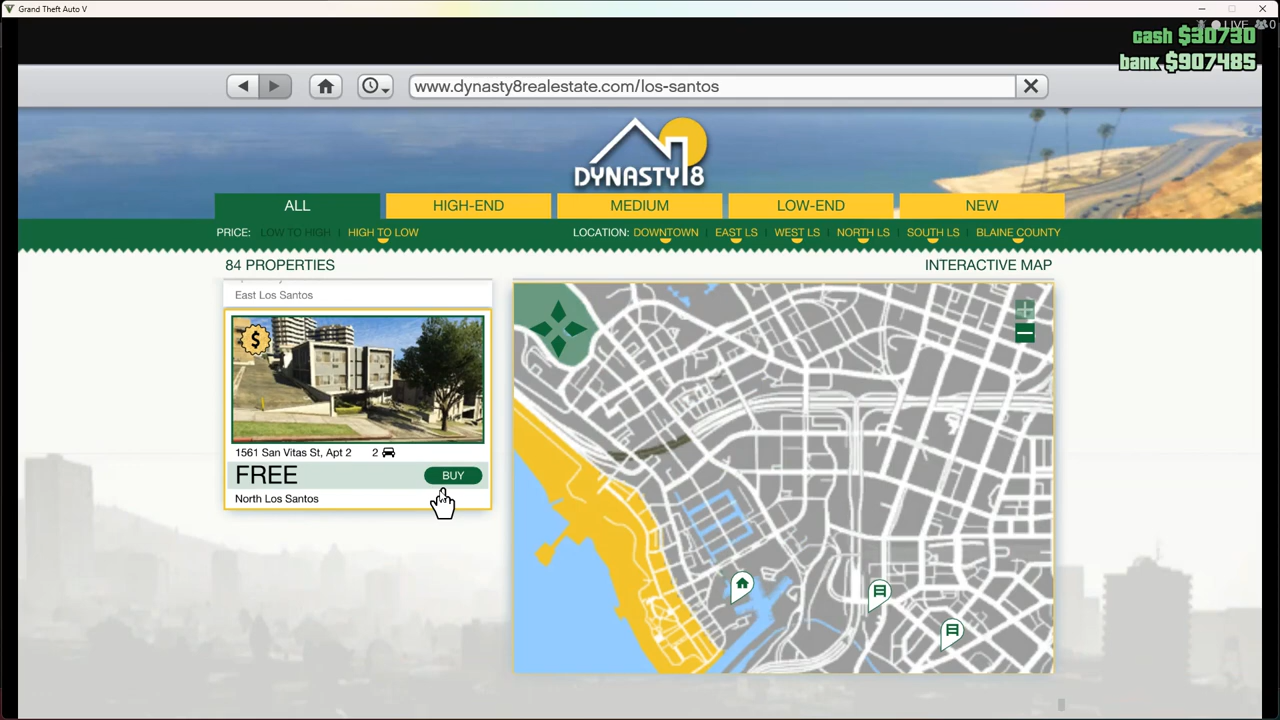 Grand Theft Auto V
LIVE 0
cash $30730
bank $907485
www.dynasty8realestate.com/los-santos
DYNASTY8
ALL HIGH-END MEDIUM LOW-END NEW
PRICE: LOW TO HIGH | HIGH TO LOW LOCATION: DOWNTOWN | EAST LS | WEST LS | NORTH LS | SOUTH LS | BLAINE COUNTY
84 PROPERTIES INTERACTIVE MAP
East Los Santos
$
1561 San Vitas St, Apt 2 2
FREE BUY
North Los Santos